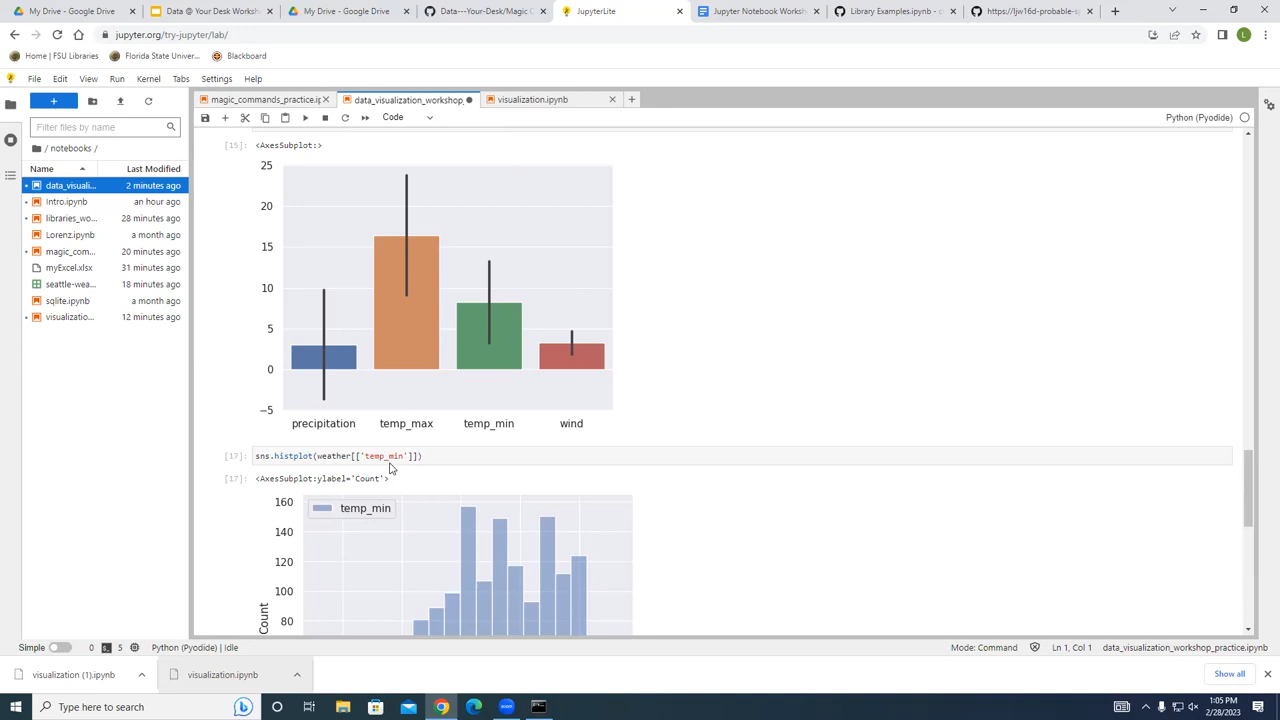 My Drive - Google Drive
Data @ Your Desk Worksho
My Drive - Google Drive
Data---Your-Desk/Magic C
JupyterLite
Jupyter Notebook Workshop
Library Examples.ipynb - c
https://ljw16d-probable-s
jupyter.org/try-jupyter/lab/
L
Home | FSU Libraries
Florida State Univer...
Blackboard
File Edit View Run Kernel Tabs Settings Help
magic_commands_practice.ip
data_visualization_workshop_
visualization.ipynb
Filter files by name
Code
Python (Pyodide)
/ notebooks /
Name Last Modified
data_visuali... 2 minutes ago
Intro.ipynb an hour ago
libraries_wo... 28 minutes ago
Lorenz.ipynb a month ago
magic_com... 20 minutes ago
myExcel.xlsx 31 minutes ago
seattle-wea... 18 minutes ago
sqlite.ipynb a month ago
visualizatio... 12 minutes ago
[15]: <AxesSubplot:>
25
20
15
10
5
0
−5
precipitation temp_max temp_min wind
[17]: sns.histplot(weather[['temp_min']])
[17]: <AxesSubplot:ylabel='Count'>
temp_min
160
140
120
100
80
Count
Simple 0 5 Python (Pyodide) | Idle
Mode: Command Ln 1, Col 1 data_visualization_workshop_practice.ipynb
visualization (1).ipynb
visualization.ipynb
Show all
Type here to search
1:05 PM
2/28/2023